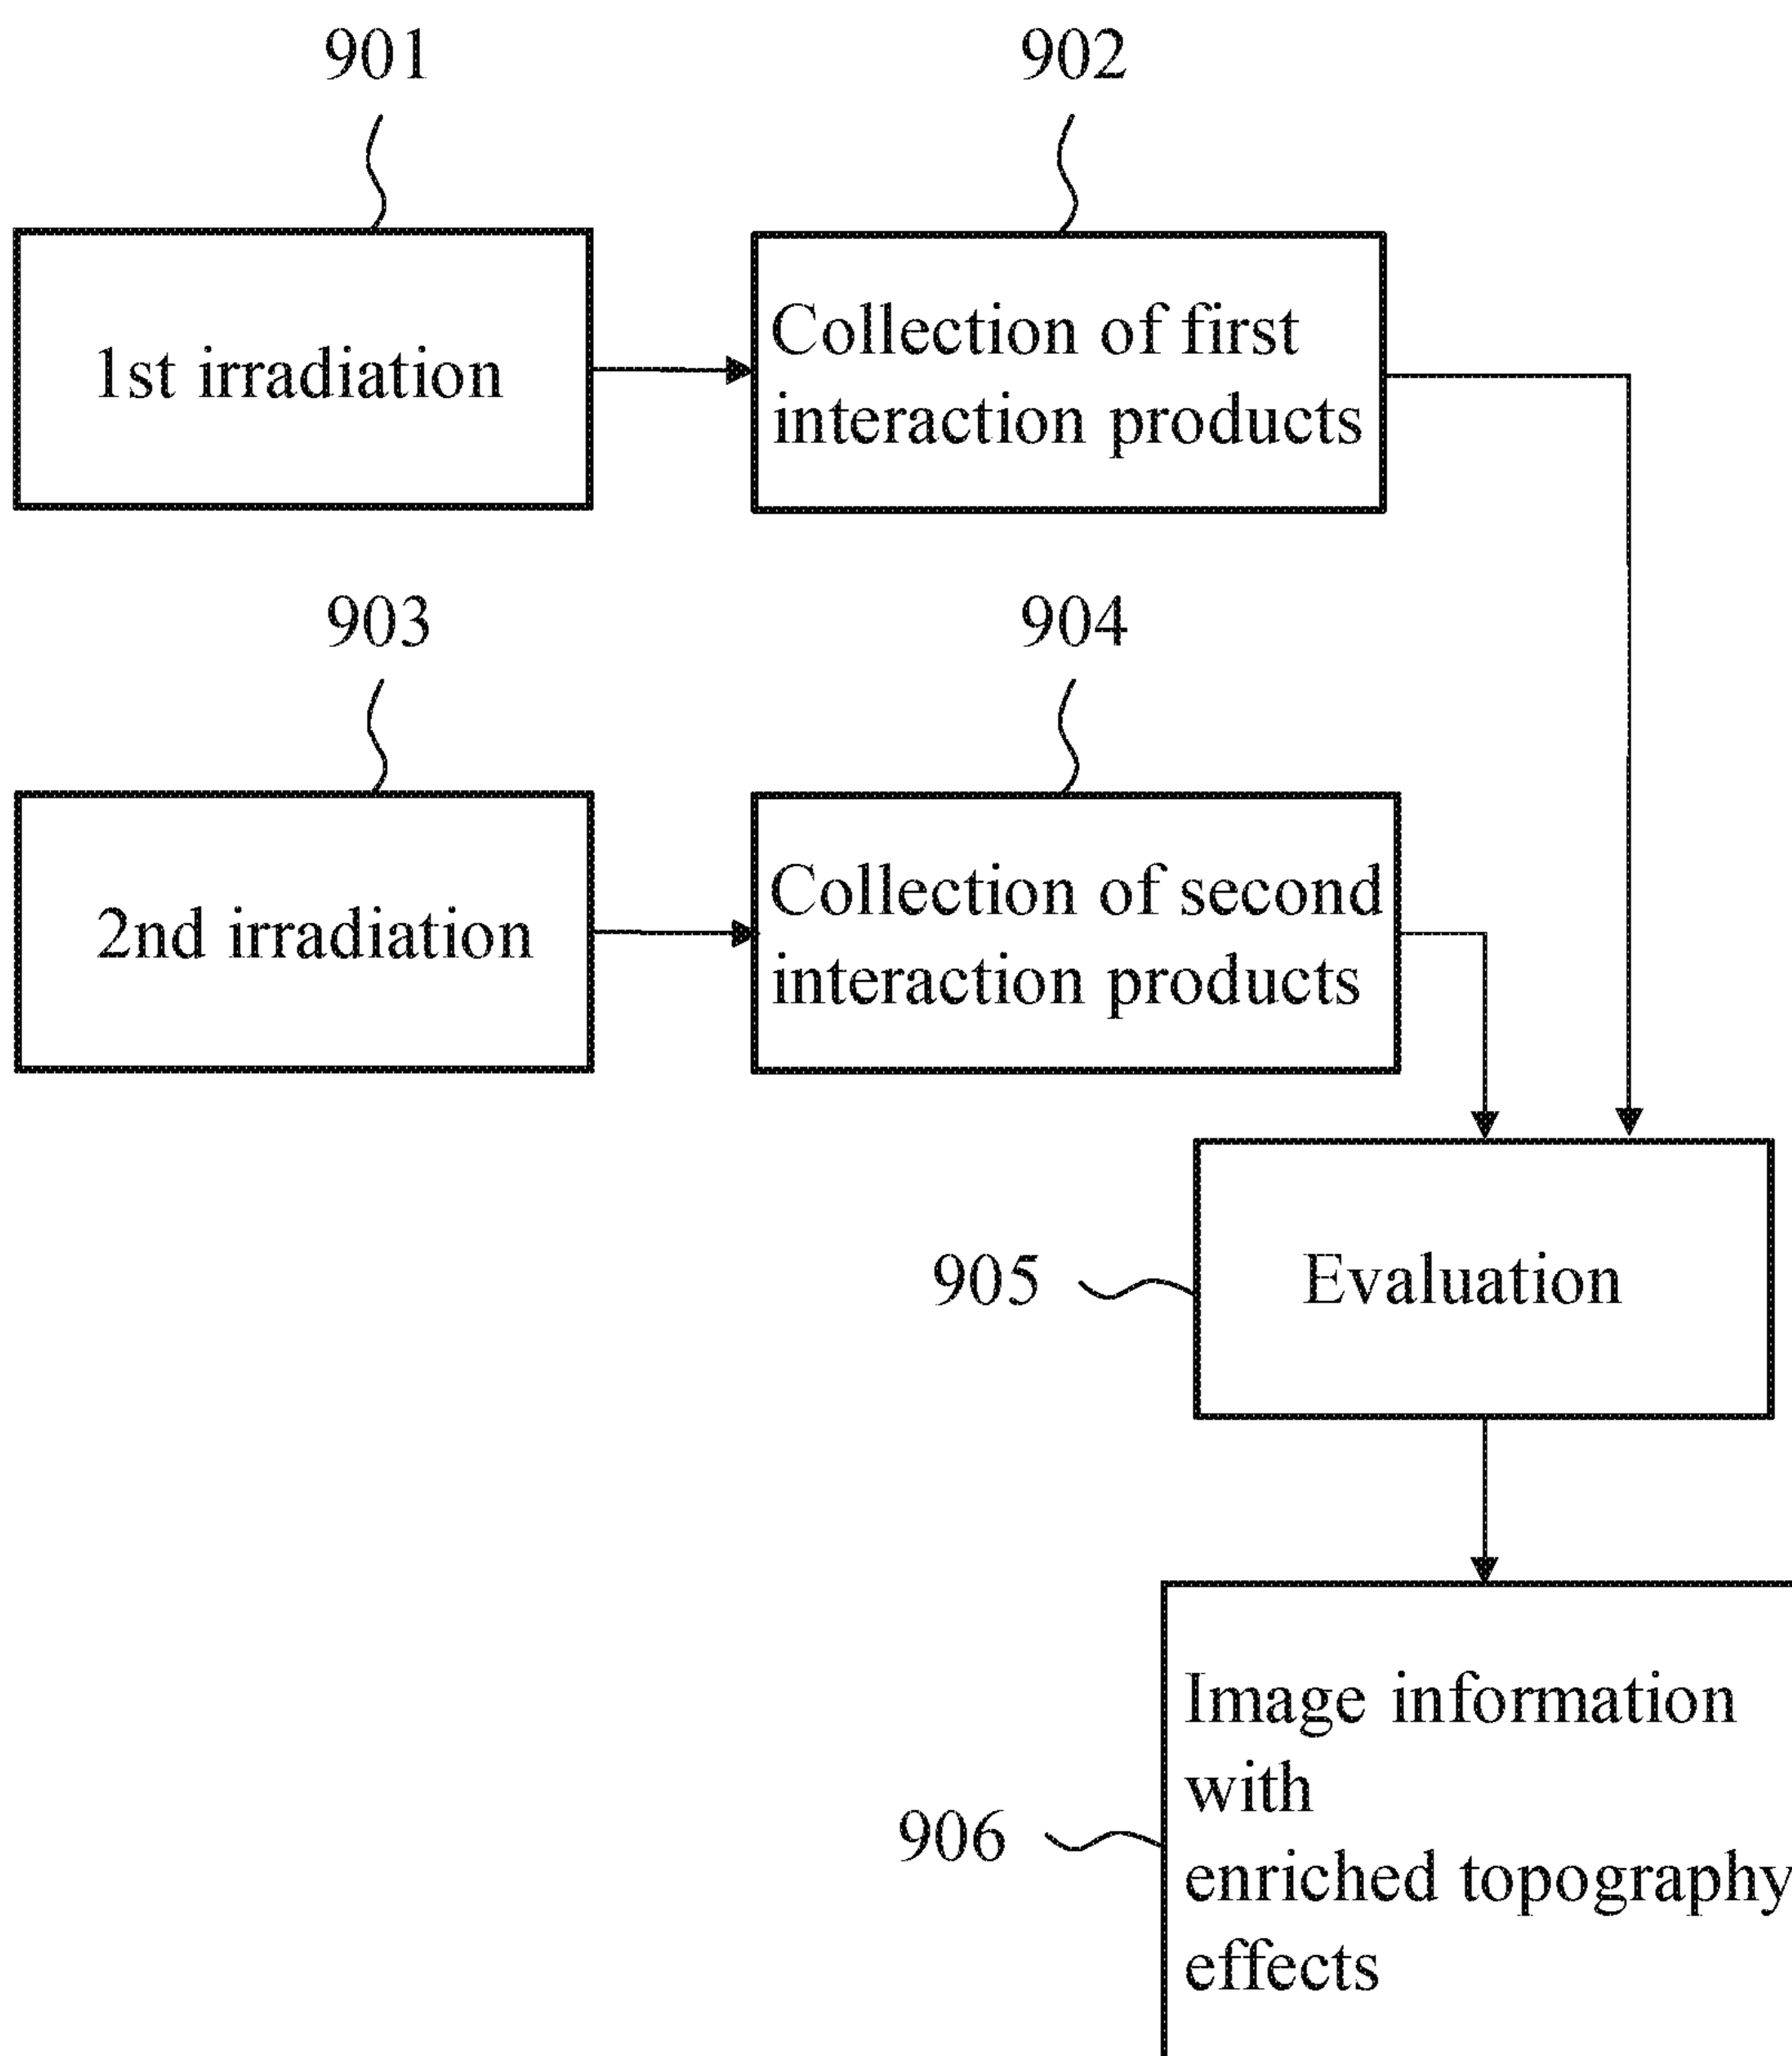 901
902
1st irradiation
Collection of first
interaction products
903
904
2nd irradiation
Collection of second
interaction products
905
Evaluation
906
Image information
with
enriched topography
effects